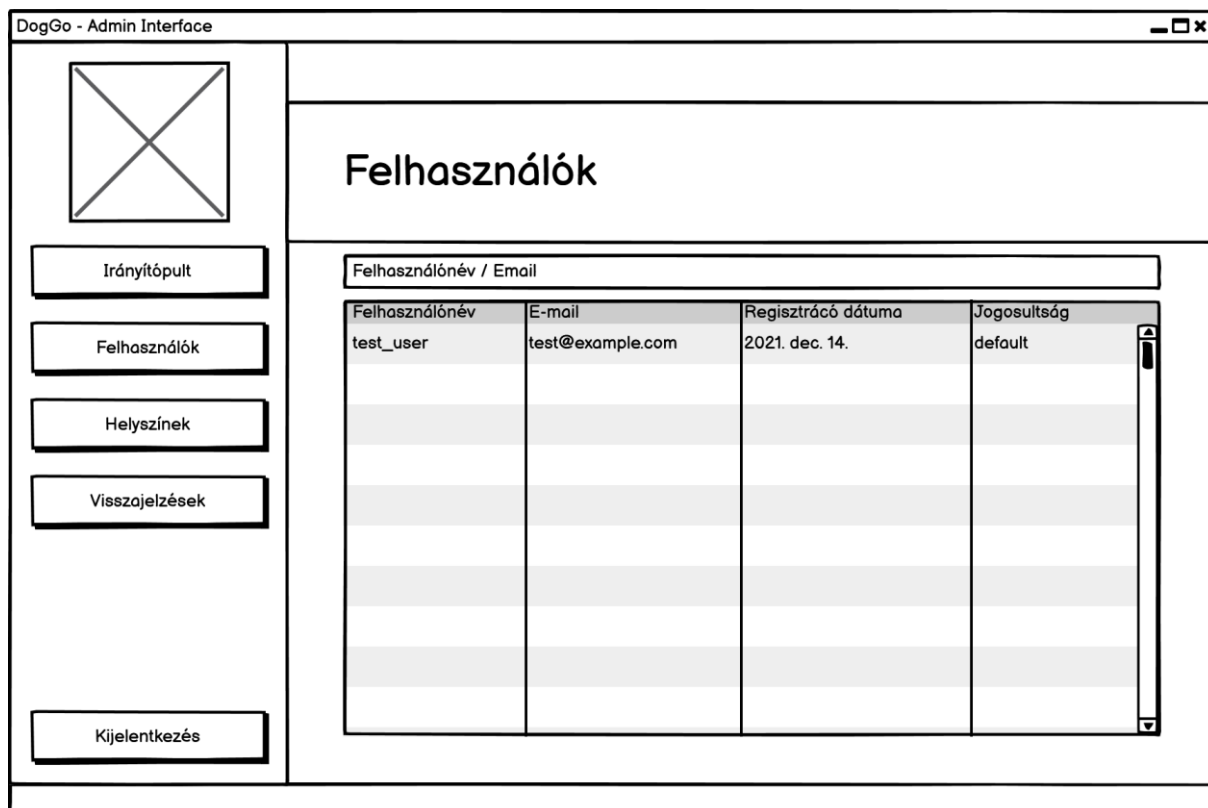 DogGo - Admin Interface
Irányítópult
Felhasználók
Helyszínek
Visszajelzések
Kijelentkezés
Felhasználók
Felhasználónév / Email
Felhasználónév E-mail Regisztrácó dátuma Jogosultság
test_user test@example.com 2021. dec. 14. default